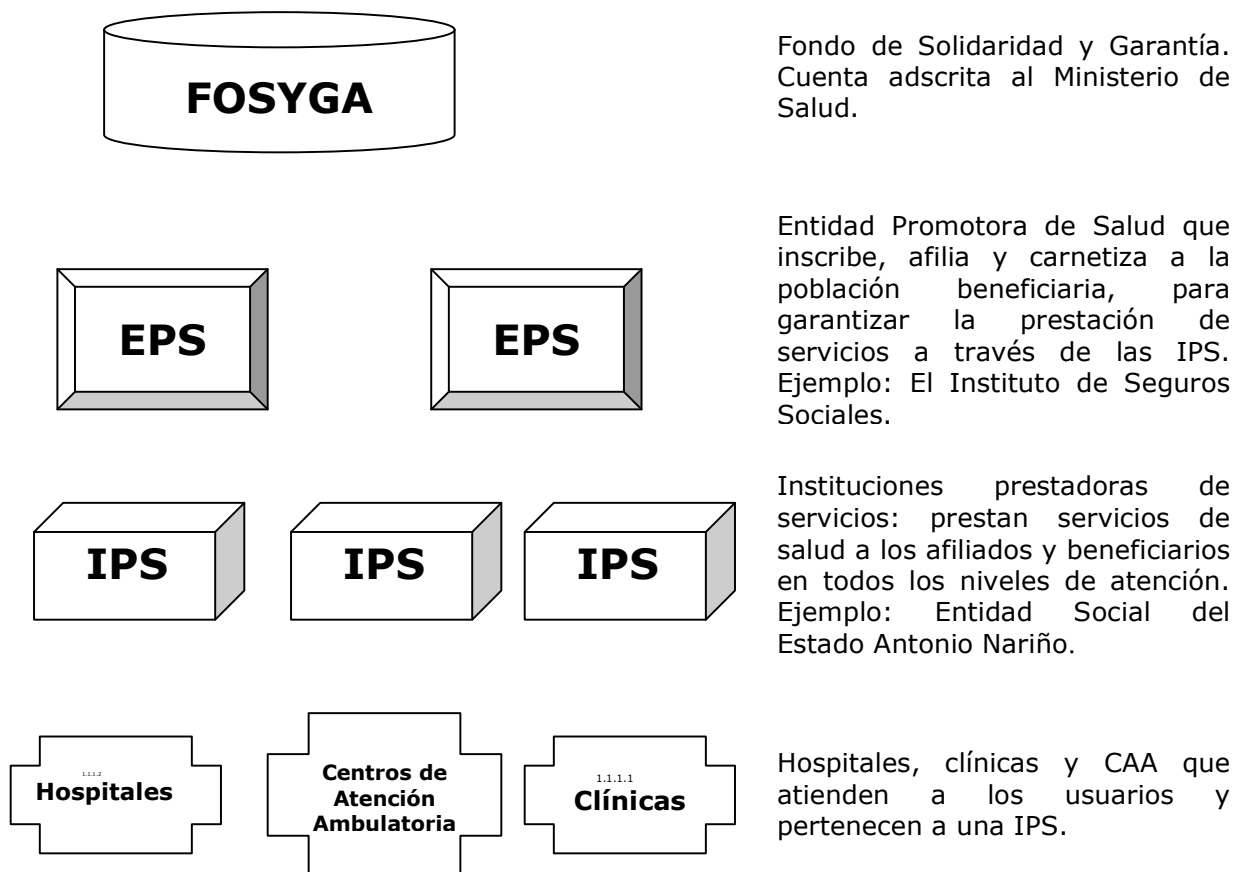 FOSYGA
Fondo de Solidaridad y Garantía.
Cuenta adscrita al Ministerio de
Salud.
EPS
EPS
Entidad Promotora de Salud que
inscribe, afilia y carnetiza a la
población beneficiaria, para
garantizar la prestación de
servicios a través de las IPS.
Ejemplo: El Instituto de Seguros
Sociales.
IPS
IPS
IPS
Instituciones prestadoras de
servicios: prestan servicios de
salud a los afiliados y beneficiarios
en todos los niveles de atención.
Ejemplo: Entidad Social del
Estado Antonio Nariño.
1.1.1.2
Hospitales
Centros de
Atención
Ambulatoria
1.1.1.1
Clínicas
Hospitales, clínicas y CAA que
atienden a los usuarios y
pertenecen a una IPS.